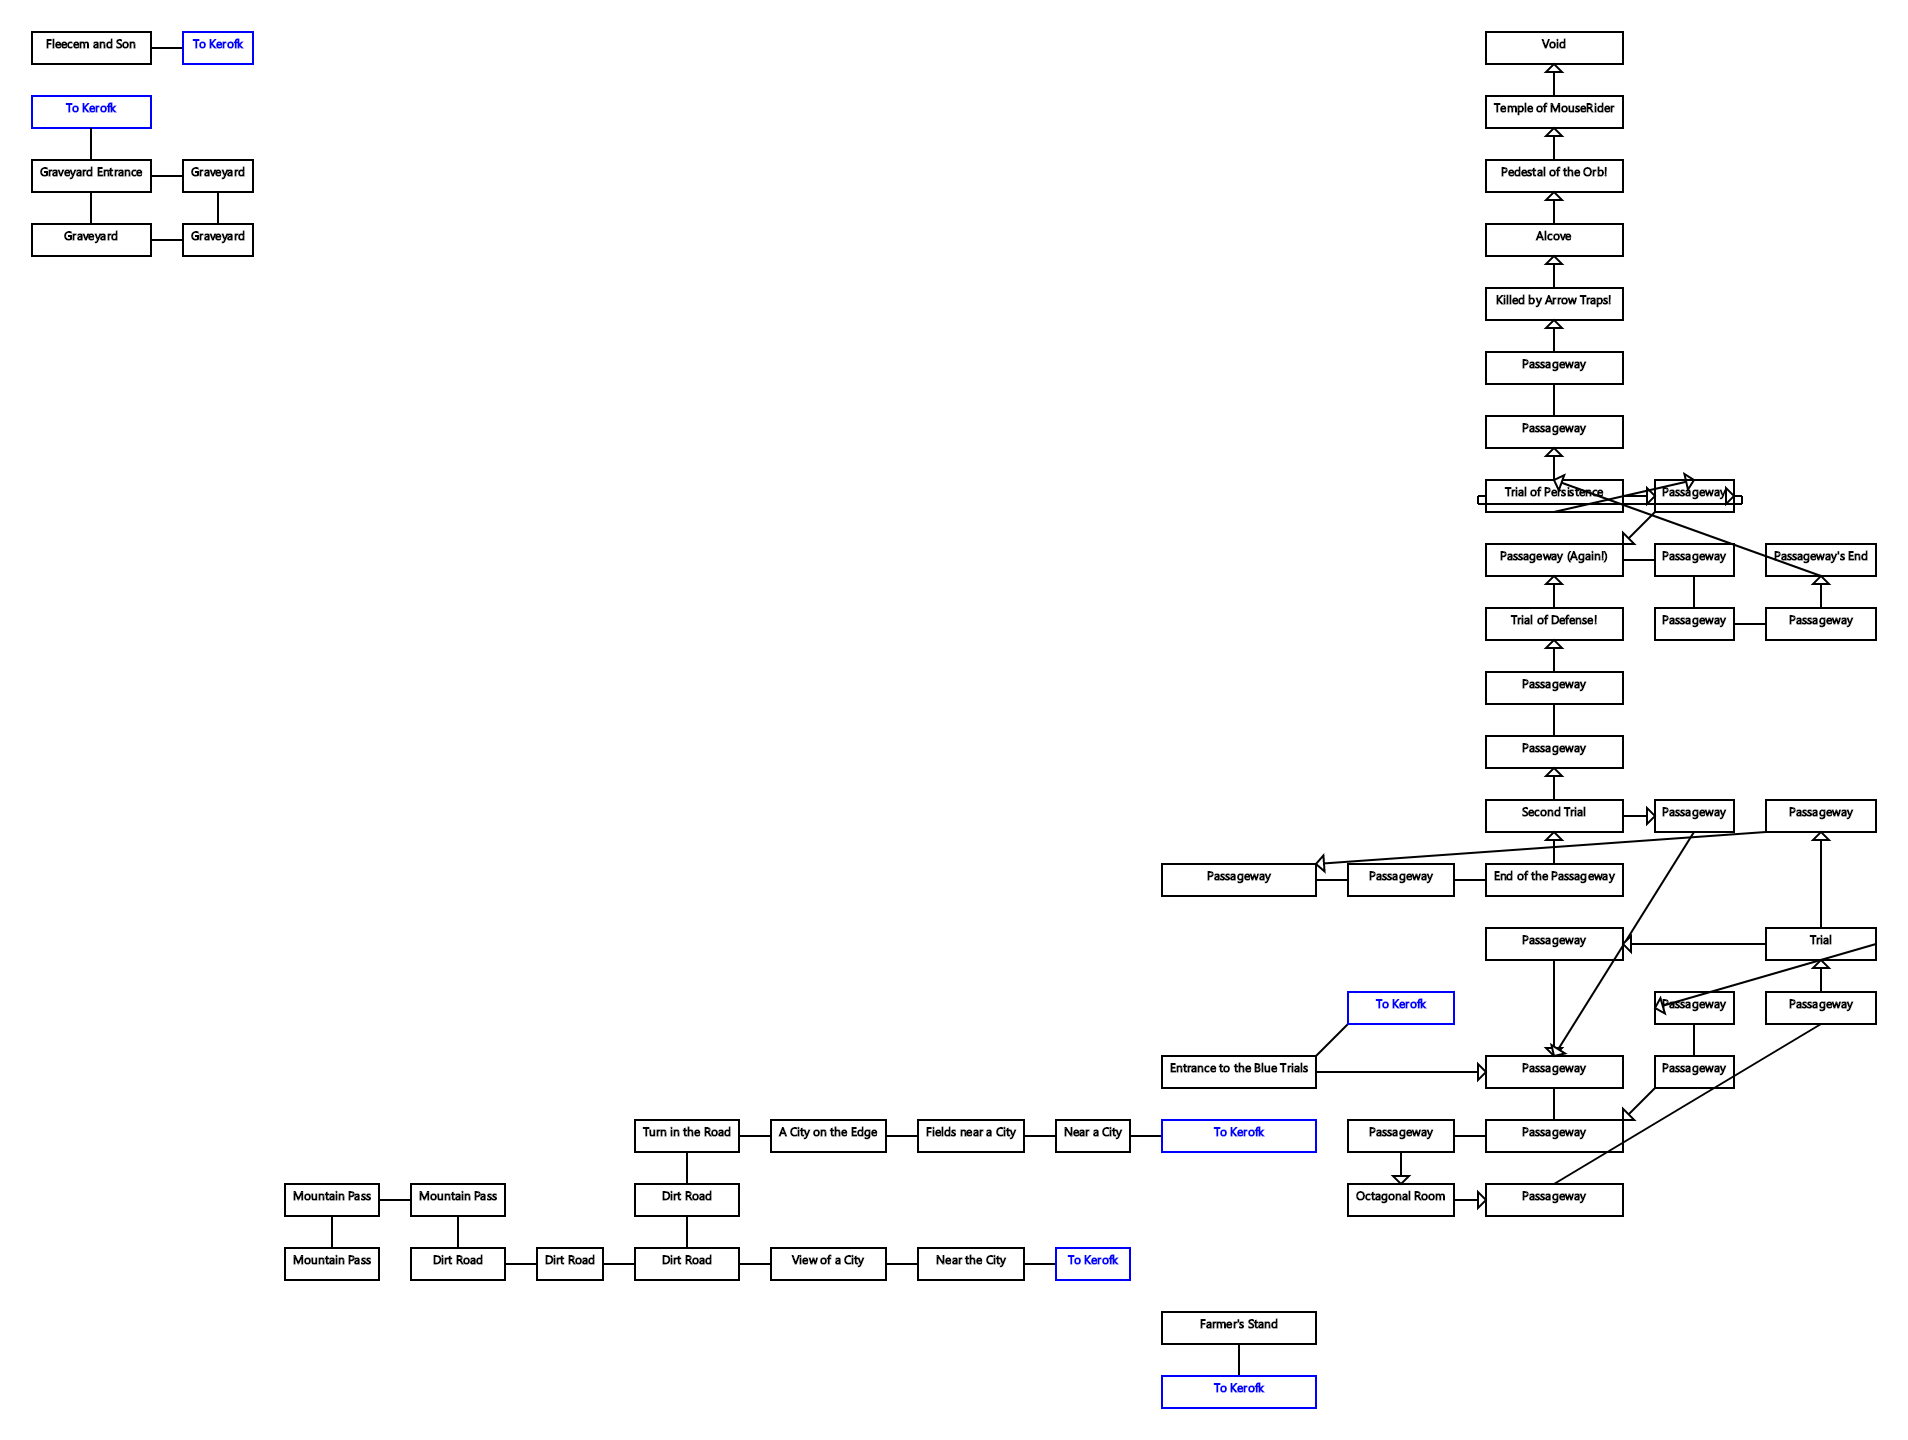 Fleecem and Son
To Kerofk
Void
To Kerofk
Temple of MouseRider
Graveyard Entrance
Graveyard
Pedestal of the Orb!
Graveyard
Graveyard
Alcove
Killed by Arrow Traps!
Passageway
Passageway
Trial of Persistence
Passageway
Passageway (Again!)
Passageway
Passageway's End
Trial of Defense!
Passageway
Passageway
Passageway
Passageway
Second Trial
Passageway
Passageway
Passageway
Passageway
End of the Passageway
Passageway
Trial
To Kerofk
Passageway
Passageway
Entrance to the Blue Trials
Passageway
Passageway
Turn in the Road
A City on the Edge
Fields near a City
Near a City
To Kerofk
Passageway
Passageway
Mountain Pass
Mountain Pass
Dirt Road
Octagonal Room
Passageway
Mountain Pass
Dirt Road
Dirt Road
Dirt Road
View of a City
Near the City
To Kerofk
Farmer's Stand
To Kerofk